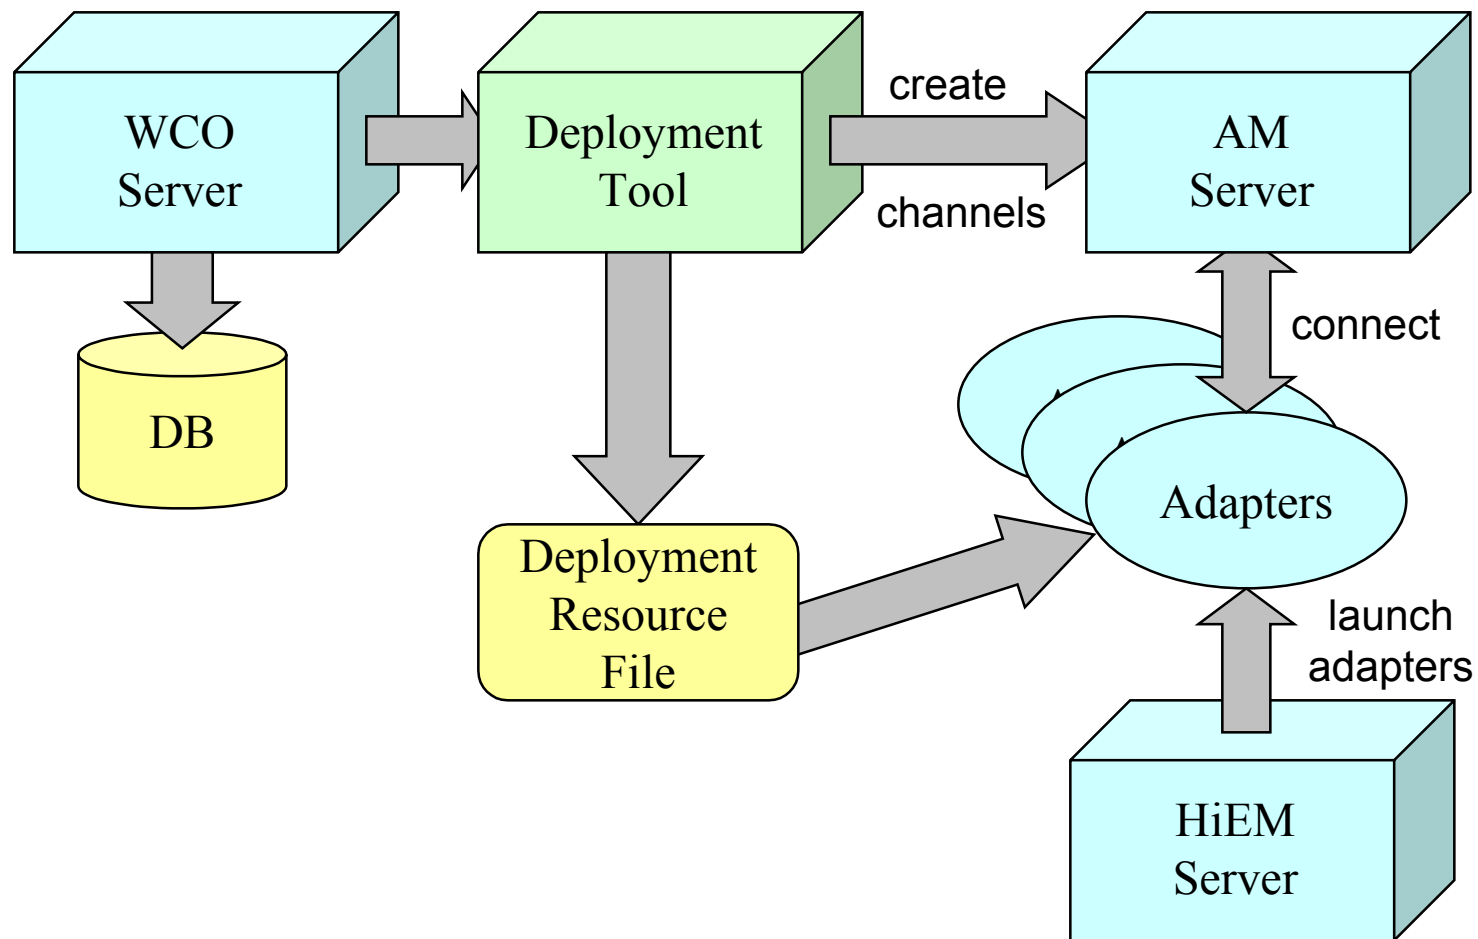 WCO
Server
Deployment
Tool
create
channels
AM
Server
connect
DB
Adapters
Deployment
Resource
File
launch
adapters
HiEM
Server